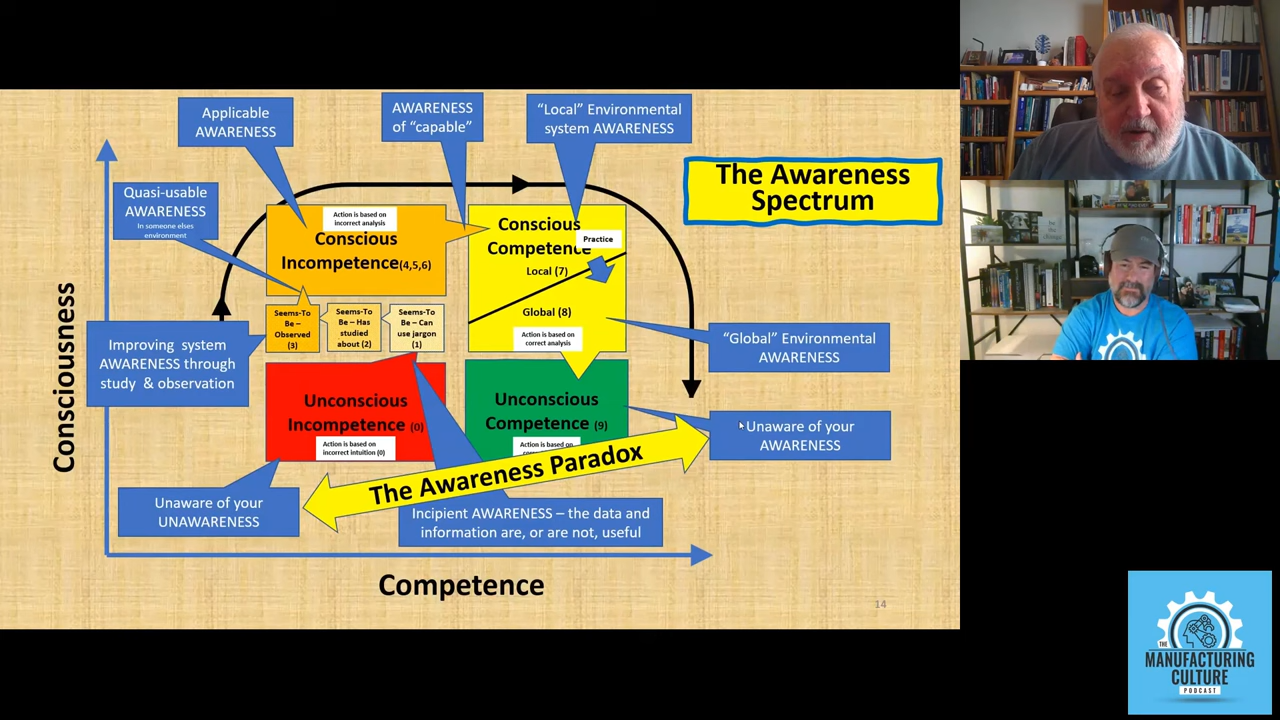 Applicable
AWARENESS
AWARENESS
of “capable”
“Local” Environmental
system AWARENESS
The Awareness
Spectrum
Quasi-usable
AWARENESS
In someone elses
environment
Action is based on
incorrect analysis
Conscious
Incompetence(4,5,6)
Conscious
Competence
Practice
Local (7)
Global (8)
Action is based on
correct analysis
Seems-To
Be –
Observed
(3)
Seems-To
Be – Has
studied
about (2)
Seems-To
Be – Can
use jargon
(1)
Improving system
AWARENESS through
study & observation
“Global” Environmental
AWARENESS
Unconscious
Incompetence (0)
Action is based on
incorrect intuition (0)
Unconscious
Competence (9)
Action is based on
Unaware of your
AWARENESS
The Awareness Paradox
Unaware of your
UNAWARENESS
Incipient AWARENESS – the data and
information are, or are not, useful
Consciousness
Competence
14
THE
MANUFACTURING
CULTURE
PODCAST